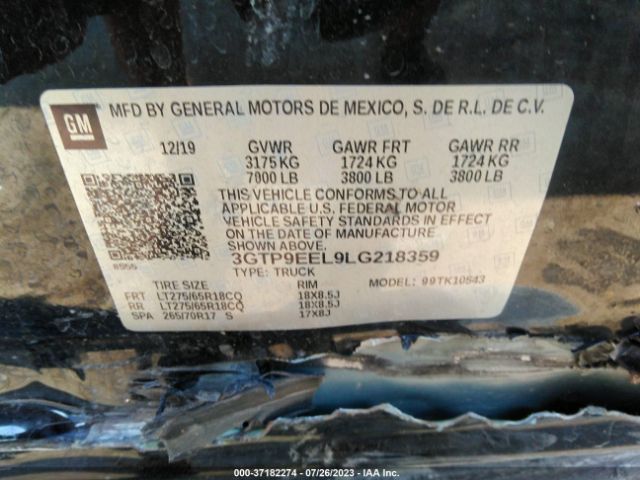 GM
MFD BY GENERAL MOTORS DE MEXICO, S. DE R.L. DE C.V.
12/19 GVWR GAWR FRT GAWR RR
3175 KG 1724 KG 1724 KG
7000 LB 3800 LB 3800 LB
THIS VEHICLE CONFORMS TO ALL
APPLICABLE U.S. FEDERAL MOTOR
VEHICLE SAFETY STANDARDS IN EFFECT ON
THE DATE OF MANUFACTURE
SHOWN ABOVE.
3GTP9EEL9LG218359
TYPE: TRUCK
MODEL: 99TK10543
TIRE SIZE RIM
FRT LT275/65R18CQ 18X8.5J
RR LT275/65R18CQ 18X8.5J
SPA 265/70R17 S 17X8J
000-37182274 - 07/26/2023 - IAA Inc.